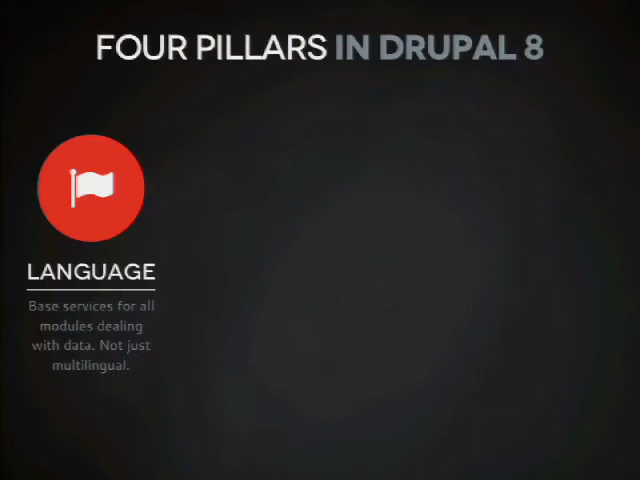 FOUR PILLARS IN DRUPAL 8
LANGUAGE
Base services for all
modules dealing
with data. Not just
multilingual.